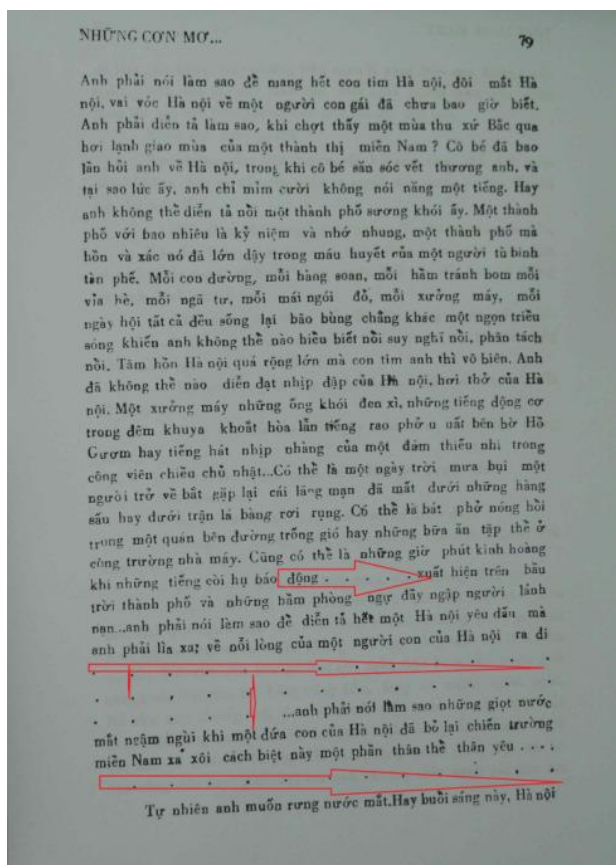 NHỮNG CƠN MƠ... 79
Anh phải nói làm sao để mang hết con tim Hà nội, đôi mắt Hà
nội, vai vóc Hà nội về một người con gái đã chưa bao giờ biết.
Anh phải diễn tả làm sao, khi chợt thấy một mùa thu xứ Bắc qua
hơi lạnh giao mùa của một thành thị miền Nam ? Cô bé đã bao
lần hỏi anh về Hà nội, trong khi cô bé săn sóc vết thương anh, và
tại sao lúc ấy, anh chỉ mỉm cười không nói năng một tiếng. Hay
anh không thể diễn tả nổi một thành phố sương khói ấy. Một thành
phố với bao nhiêu là kỷ niệm và nhớ nhung, một thành phố mà
hồn và xác nó đã lớn dậy trong máu huyết của một người tù binh
tàn phế. Mỗi con đường, mỗi hàng soan, mỗi hầm tránh bom mỗi
vỉa hè, mỗi ngã tư, mỗi mái ngói đỏ, mỗi xưởng máy, mỗi
ngày hội tất cả đều sống lại bão bùng chẳng khác một ngọn triều
sóng khiến anh không thể nào hiểu biết nổi suy nghĩ nổi, phân tách
nổi. Tâm hồn Hà nội quá rộng lớn mà con tim anh thì vô biên. Anh
đã không thể nào diễn đạt nhịp đập của Hà nội, hơi thở của Hà
nội. Một xưởng máy những ống khói đen xì, những tiếng động cơ
trong đêm khuya khoắt hòa lẫn tiếng rao phở u uất bên bờ Hồ
Gươm hay tiếng hát nhịp nhàng của một đám thiếu nhi trong
công viên chiều chủ nhật...Có thể là một ngày trời mưa bụi một
người trở về bắt gặp lại cái lãng mạn đã mất dưới những hàng
sấu hay dưới trận lá bàng rơi rụng. Có thể là bát phở nóng hổi
trong một quán bên đường trống gió hay những bữa ăn tập thể ở
công trường nhà máy. Cũng có thể là những giờ phút kinh hoàng
khi những tiếng còi hụ báo động . . . . . . xuất hiện trên bầu
trời thành phố và những hầm phòng ngự đầy ngập người lánh
nạn...anh phải nói làm sao để diễn tả hết một Hà nội yêu dấu mà
anh phải lìa xa; về nỗi lòng của một người con của Hà nội ra đi
. . . . . . . . . . . .
. . . . . . . . . . . . .
. . . . . ...anh phải nói làm sao những giọt nước
mắt ngậm ngùi khi một đứa con của Hà nội đã bỏ lại chiến trường
miền Nam xa xôi cách biệt này một phần thân thể thân yêu . . . .
. . . . . . . . . . . .
Tự nhiên anh muốn rưng nước mắt.Hay buổi sáng này, Hà nội